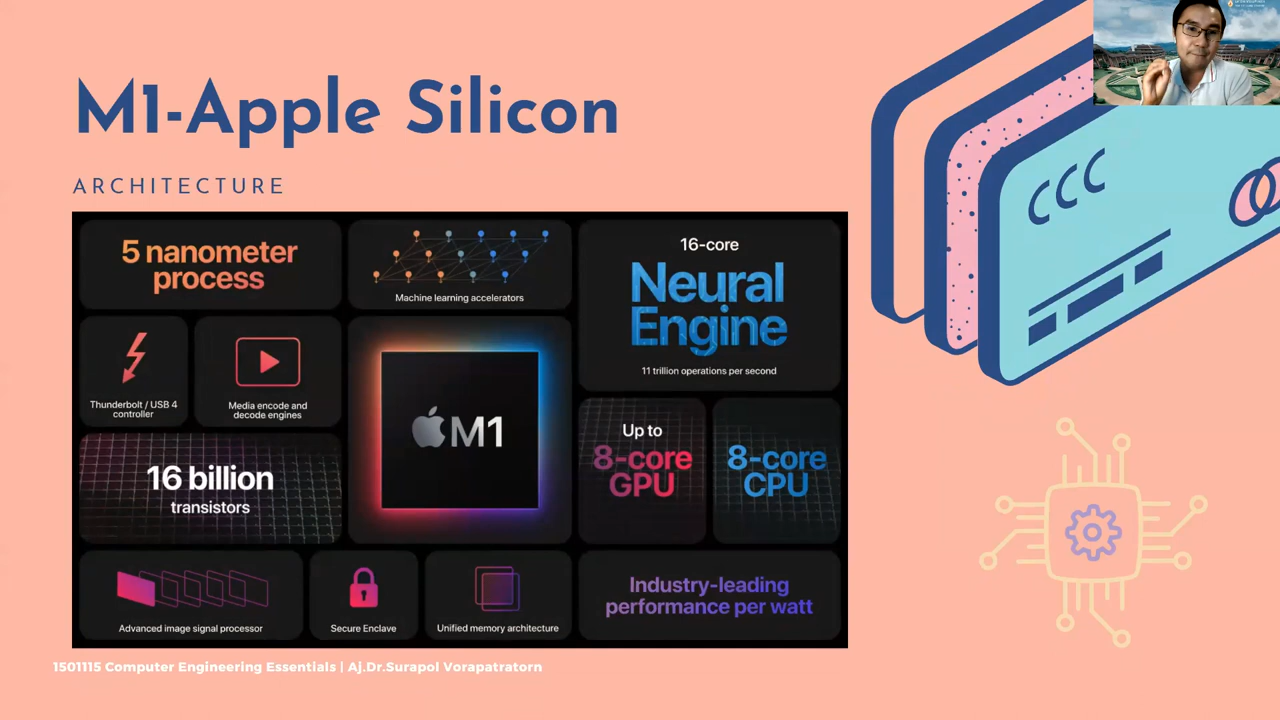 M1-Apple Silicon
ARCHITECTURE
5 nanometer
process
Machine learning accelerators
16-core
Neural
Engine
11 trillion operations per second
Thunderbolt / USB 4
controller
Media encode and
decode engines
M1
Up to
8-core
GPU
8-core
CPU
16 billion
transistors
Advanced image signal processor
Secure Enclave
Unified memory architecture
Industry-leading
performance per watt
1501115 Computer Engineering Essentials | Aj.Dr.Surapol Vorapatratorn